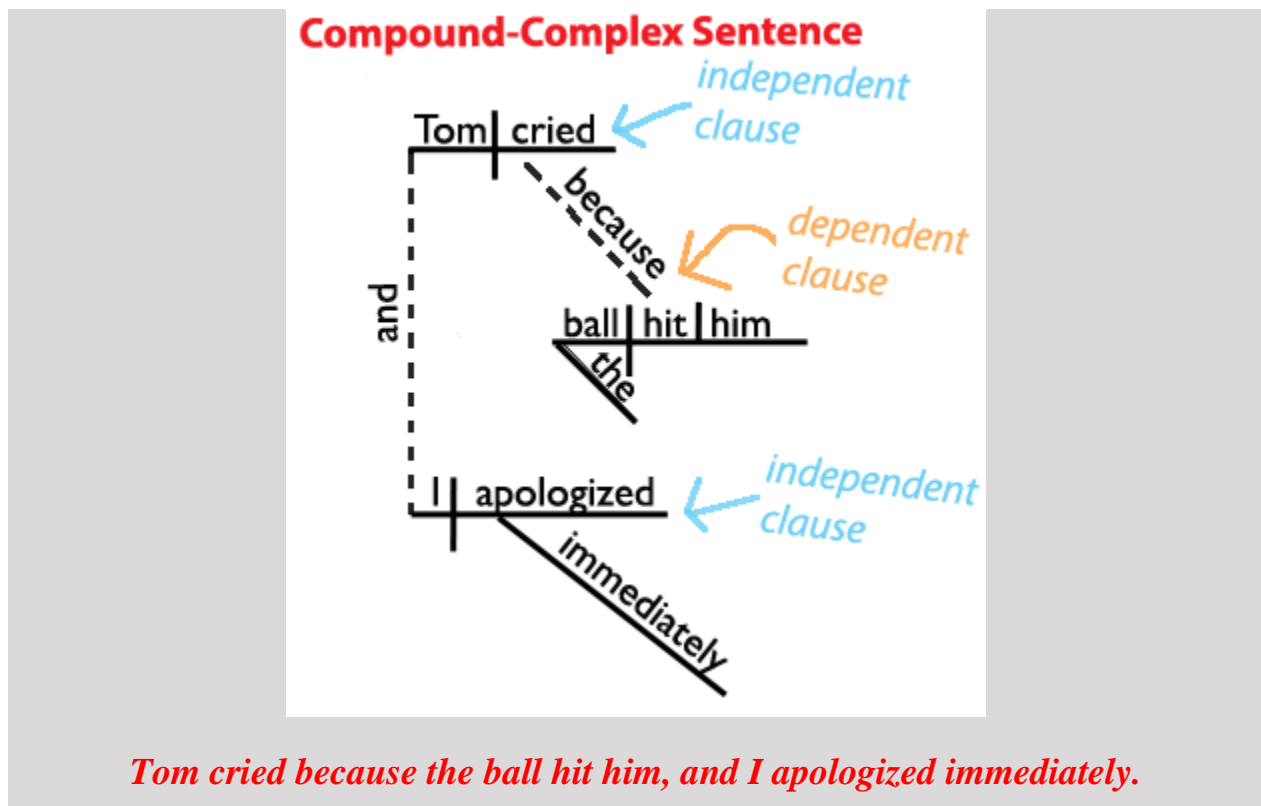 Compound-Complex Sentence
independent
clause
Tom cried
because
dependent
clause
and
ball hit him
the
independent
clause
I apologized
immediately
Tom cried because the ball hit him, and I apologized immediately.